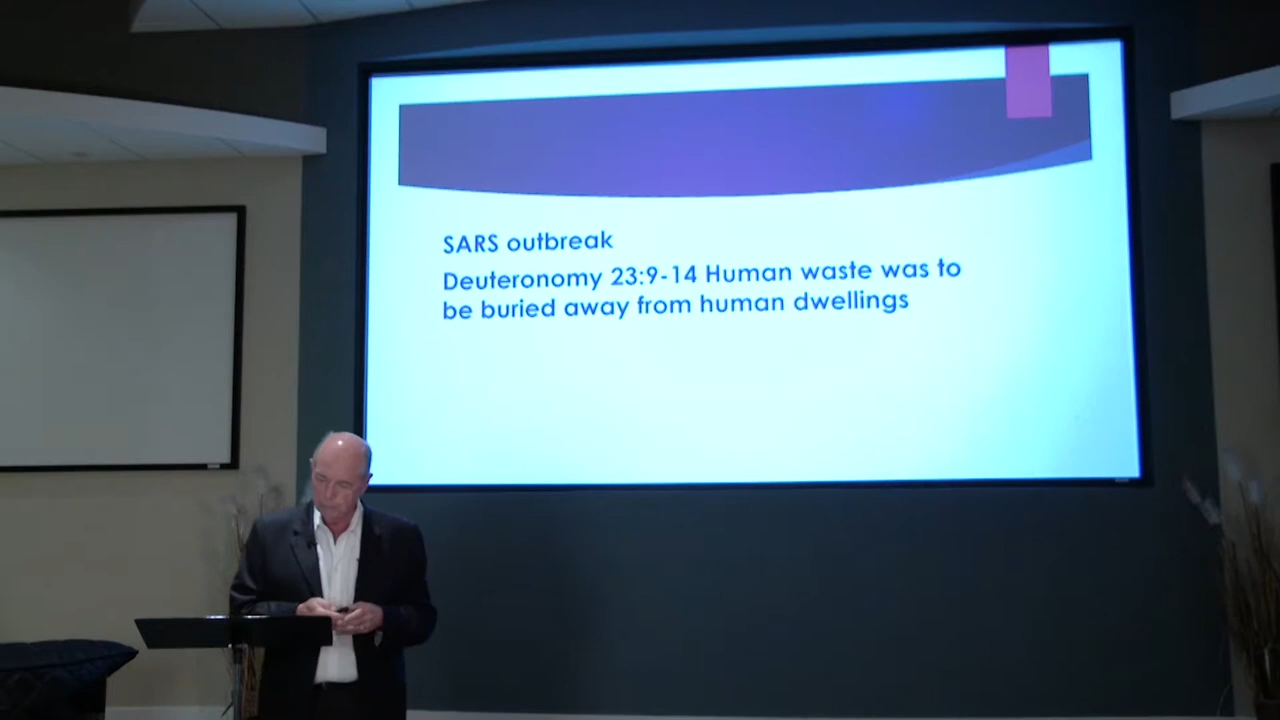 SARS outbreak
Deuteronomy 23:9-14 Human waste was to
be buried away from human dwellings